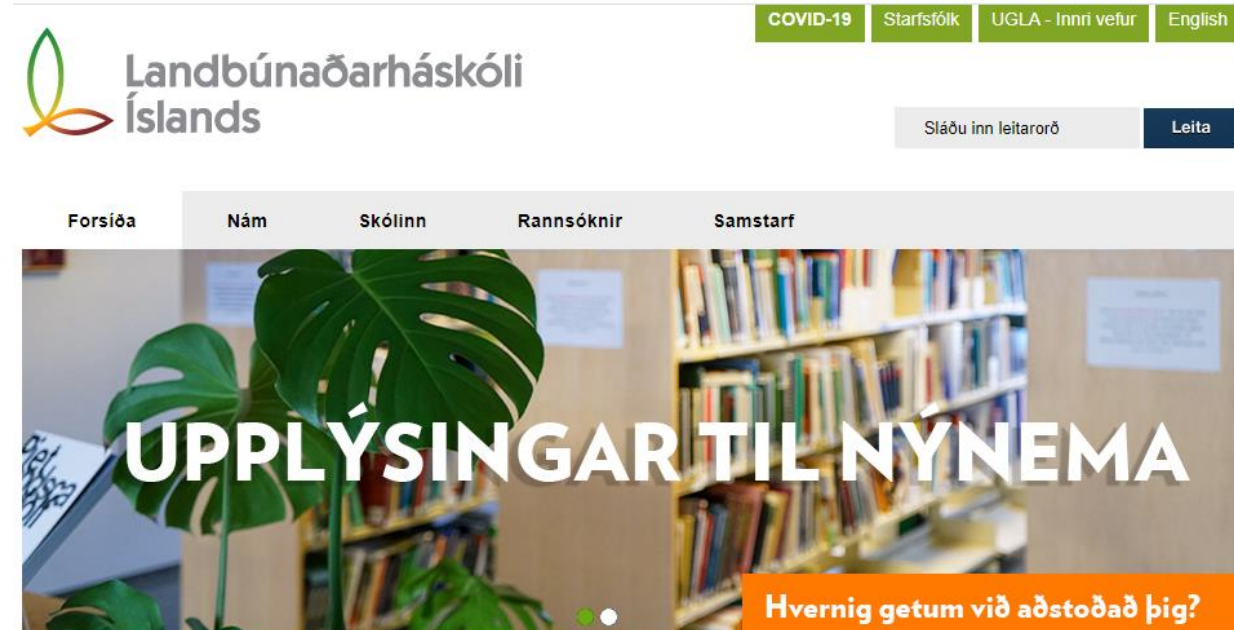 COVID-19 Starfsfólk UGLA - Innri vefur English
Landbúnaðarháskóli
Íslands
Sláðu inn leitarorð Leita
Forsíða Nám Skólinn Rannsóknir Samstarf
UPPLÝSINGAR TIL NÝNEMA
Hvernig getum við aðstoðað þig?